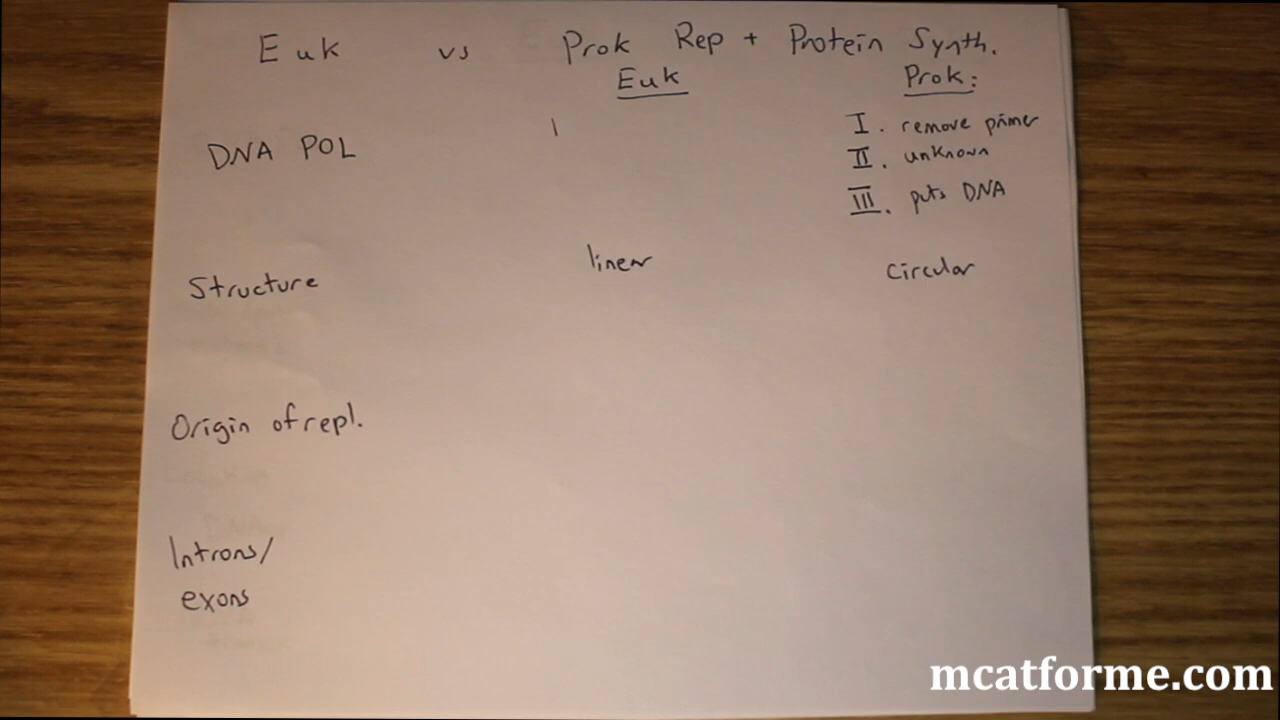 Euk vs Prok Rep + Protein Synth.
Euk Prok:
DNA POL I I. remove primer
II. unknown
III. puts DNA
Structure linear circular
Origin of repl.
Introns/
exons
mcatforme.com